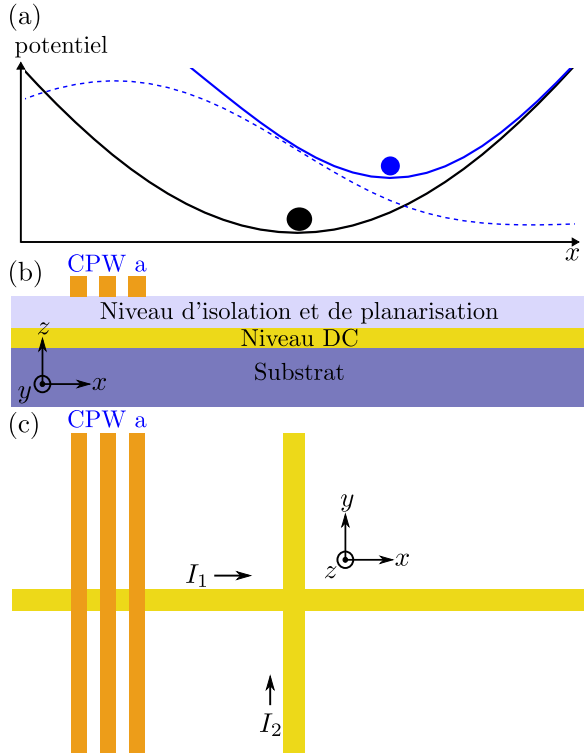 (a)
potentiel
x
(b)
CPW a
Niveau d'isolation et de planarisation
Niveau DC
Substrat
z
x
y
(c)
CPW a
y
x
z
I₁
I₂